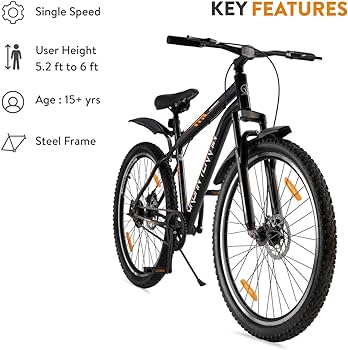 KEY FEATURES
Single Speed
User Height
5.2 ft to 6 ft
Age : 15+ yrs
Steel Frame